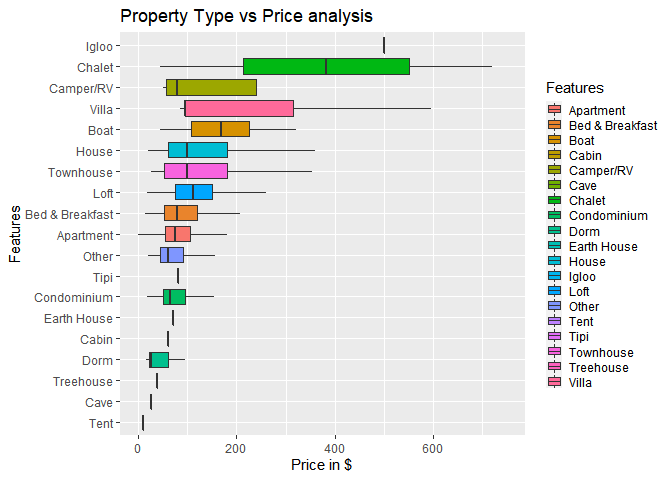 Property Type vs Price analysis
Features
Igloo
Chalet
Camper/RV
Villa
Boat
House
Townhouse
Loft
Bed & Breakfast
Apartment
Other
Tipi
Condominium
Earth House
Cabin
Dorm
Treehouse
Cave
Tent
0 200 400 600
Price in $
Features
Apartment
Bed & Breakfast
Boat
Cabin
Camper/RV
Cave
Chalet
Condominium
Dorm
Earth House
House
Igloo
Loft
Other
Tent
Tipi
Townhouse
Treehouse
Villa